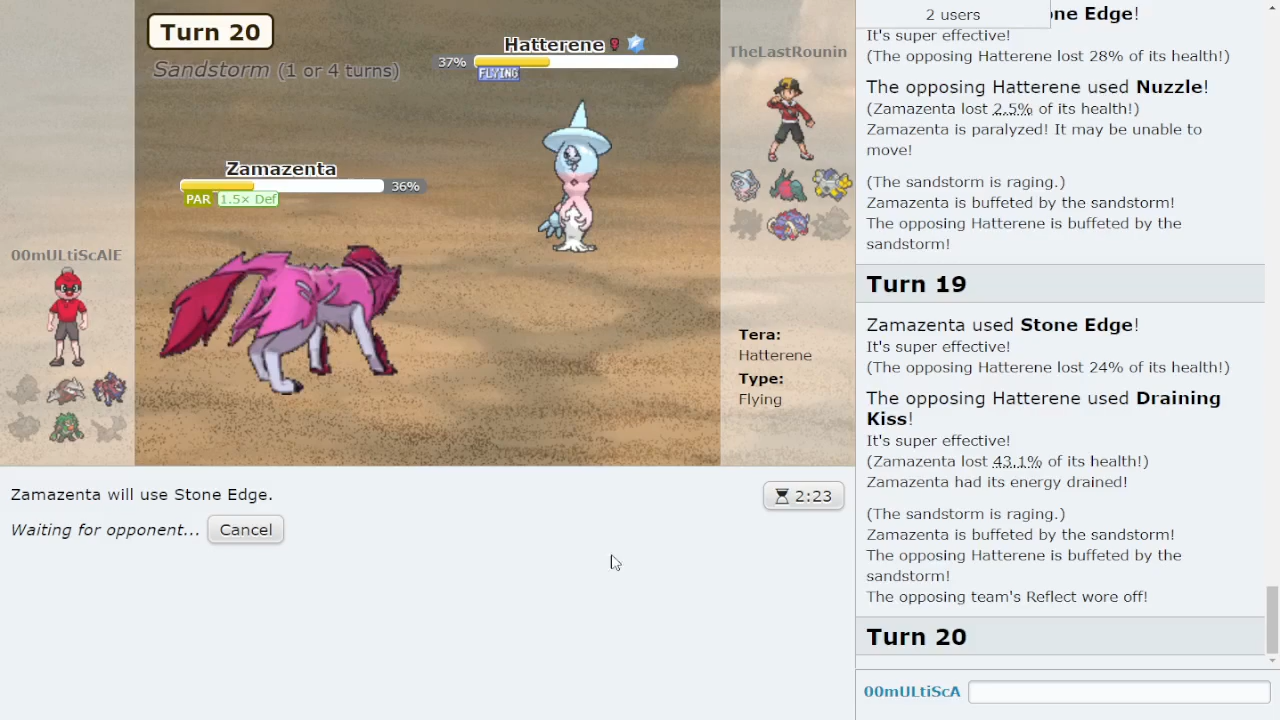 Turn 20
Sandstorm (1 or 4 turns)
Hatterene
37%
FLYING
Zamazenta
36%
PAR 1.5× Def
00mULtiScAlE
TheLastRounin
Tera:
Hatterene
Type:
Flying
Zamazenta will use Stone Edge.
2:23
Waiting for opponent... Cancel
2 users
one Edge!
It's super effective!
(The opposing Hatterene lost 28% of its health!)
The opposing Hatterene used Nuzzle!
(Zamazenta lost 2.5% of its health!)
Zamazenta is paralyzed! It may be unable to
move!
(The sandstorm is raging.)
Zamazenta is buffeted by the sandstorm!
The opposing Hatterene is buffeted by the
sandstorm!
Turn 19
Zamazenta used Stone Edge!
It's super effective!
(The opposing Hatterene lost 24% of its health!)
The opposing Hatterene used Draining
Kiss!
It's super effective!
(Zamazenta lost 43.1% of its health!)
Zamazenta had its energy drained!
(The sandstorm is raging.)
Zamazenta is buffeted by the sandstorm!
The opposing Hatterene is buffeted by the
sandstorm!
The opposing team's Reflect wore off!
Turn 20
00mULtiScA